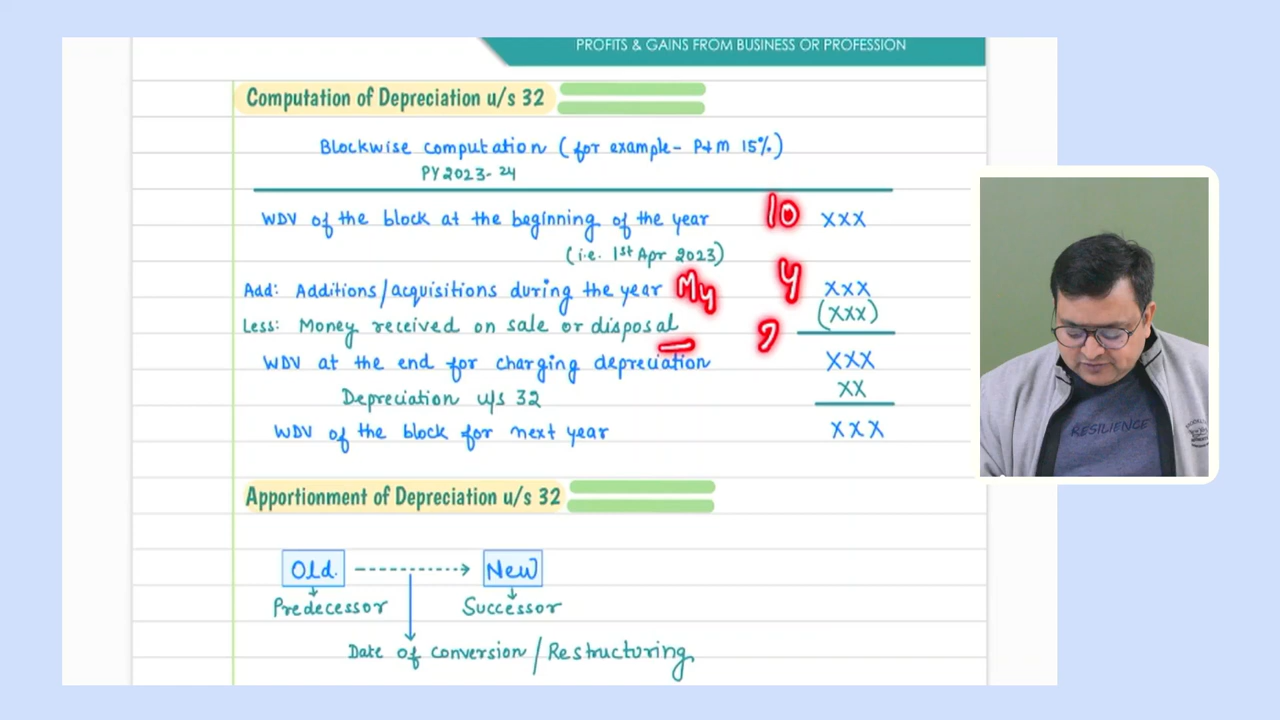 PROFITS & GAINS FROM BUSINESS OR PROFESSION
Computation of Depreciation u/s 32
Blockwise computation (for example- P+M 15%)
PY 2023-24
WDV of the block at the beginning of the year 10 XXX
(i.e. 1st Apr 2023)
Add: Additions/acquisitions during the year M4 4 XXX
Less: Money received on sale or disposal (XXX)
WDV at the end for charging depreciation XXX
Depreciation u/s 32 XX
WDV of the block for next year XXX
Apportionment of Depreciation u/s 32
Old. New
Predecessor Successor
Date of conversion / Restructuring
RESILIENCE